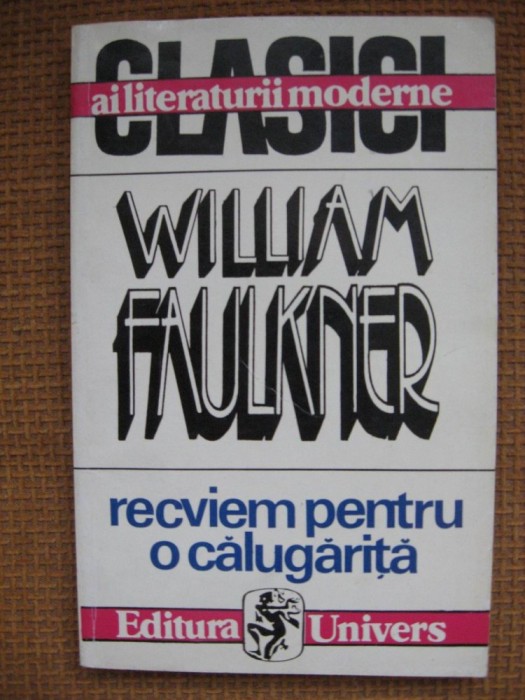 CLASICI
ai literaturii moderne
WILLIAM
FAULKNER
recviem pentru
o călugăriță
Editura Univers